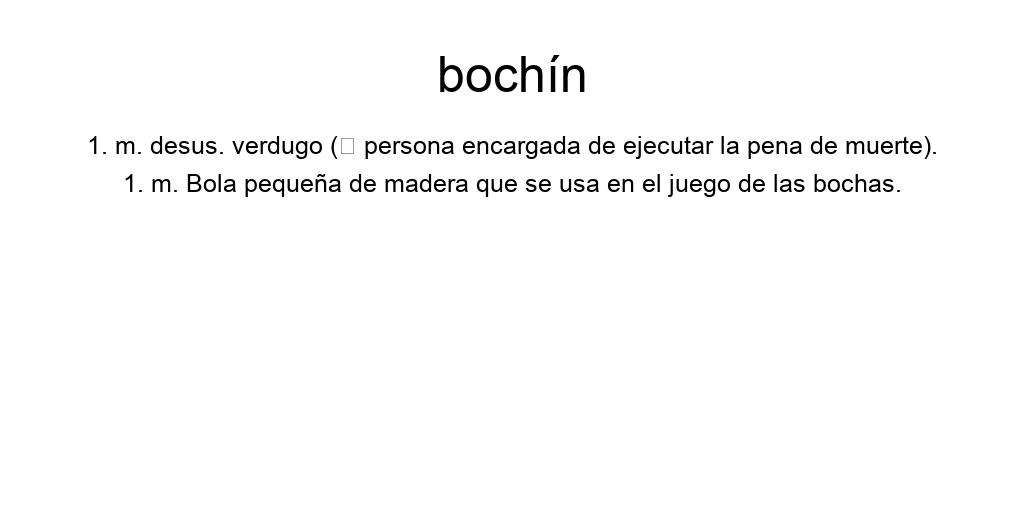 bochín
1. m. desus. verdugo (□ persona encargada de ejecutar la pena de muerte).
1. m. Bola pequeña de madera que se usa en el juego de las bochas.